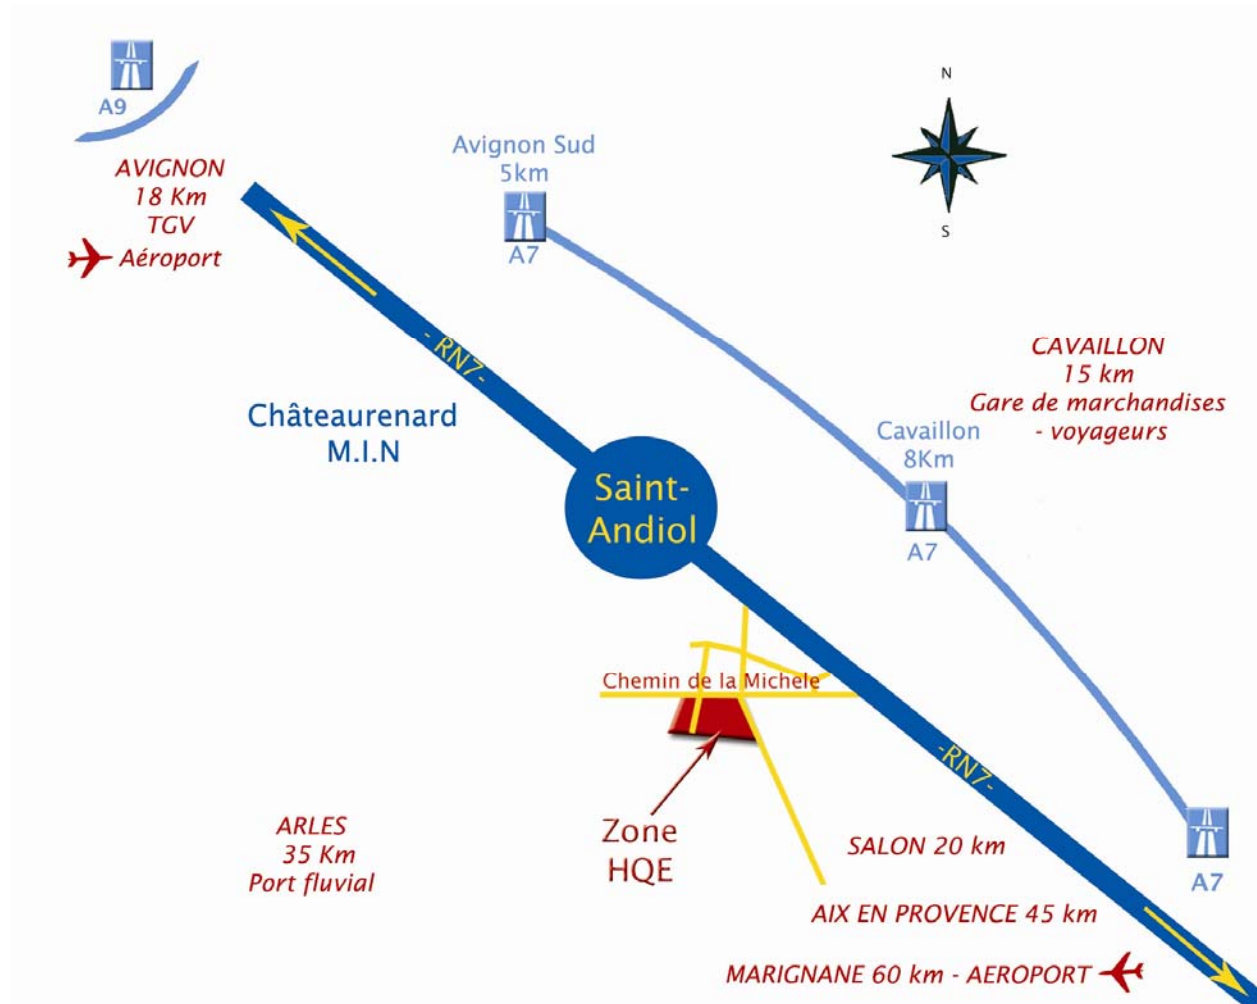 A9
AVIGNON
18 Km
TGV
Aéroport
Avignon Sud
5km
A7
N
S
- RN7-
CAVAILLON
15 km
Gare de marchandises
- voyageurs
Châteaurenard
M.I.N
Cavaillon
8Km
A7
Saint-
Andiol
Chemin de la Michele
-RN7-
Zone
HQE
ARLES
35 Km
Port fluvial
SALON 20 km
A7
AIX EN PROVENCE 45 km
MARIGNANE 60 km - AEROPORT